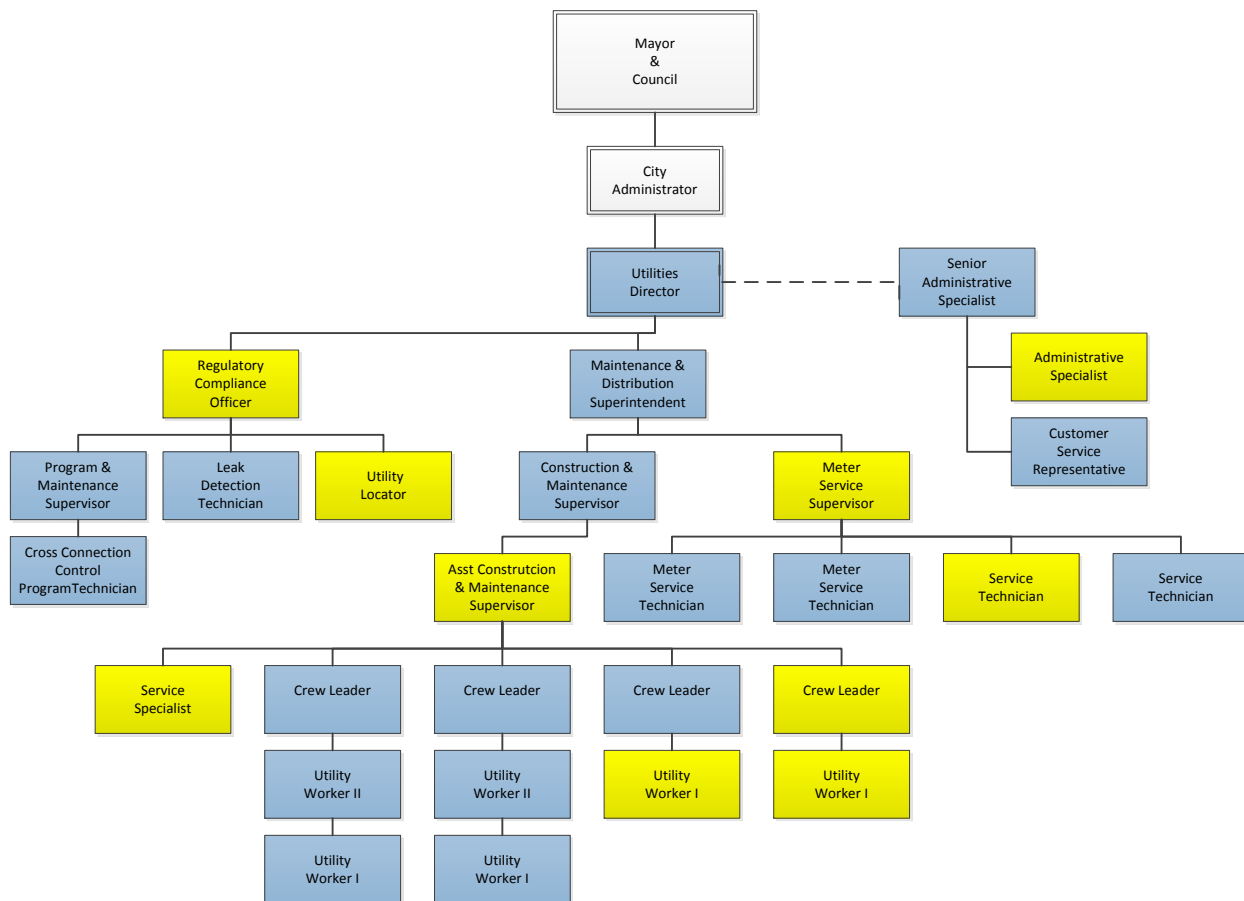 Mayor
&
Council
City
Administrator
Utilities
Director
Senior
Administrative
Specialist
Administrative
Specialist
Customer
Service
Representative
Regulatory
Compliance
Officer
Maintenance &
Distribution
Superintendent
Program &
Maintenance
Supervisor
Leak
Detection
Technician
Utility
Locator
Construction &
Maintenance
Supervisor
Meter
Service
Supervisor
Cross Connection
Control
ProgramTechnician
Asst Construtcion
& Maintenance
Supervisor
Meter
Service
Technician
Meter
Service
Technician
Service
Technician
Service
Technician
Service
Specialist
Crew Leader
Crew Leader
Crew Leader
Crew Leader
Utility
Worker II
Utility
Worker II
Utility
Worker I
Utility
Worker I
Utility
Worker I
Utility
Worker I